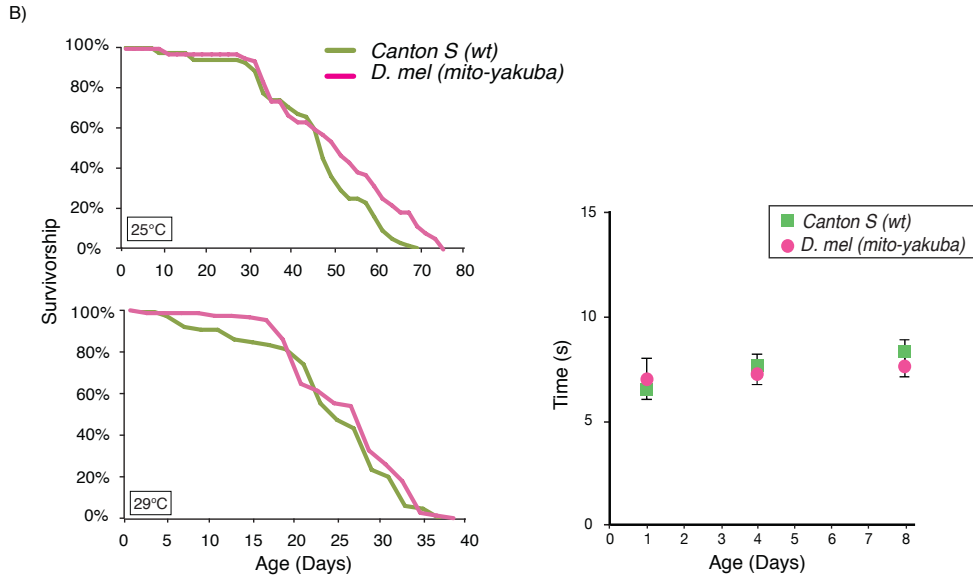 B)
Canton S (wt)
D. mel (mito-yakuba)
Survivorship
100%
80%
60%
40%
20%
0%
25°C
0 10 20 30 40 50 60 70 80
100%
80%
60%
40%
20%
0%
29°C
0 5 10 15 20 25 30 35 40
Age (Days)
Canton S (wt)
D. mel (mito-yakuba)
Time (s)
15
10
5
0
0 1 2 3 4 5 6 7 8
Age (Days)